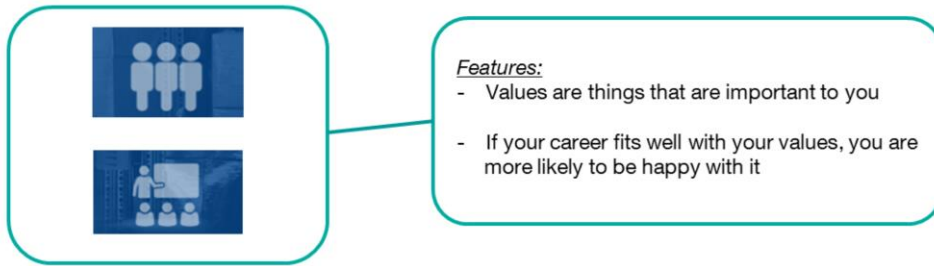 Features:
- Values are things that are important to you
- If your career fits well with your values, you are
more likely to be happy with it